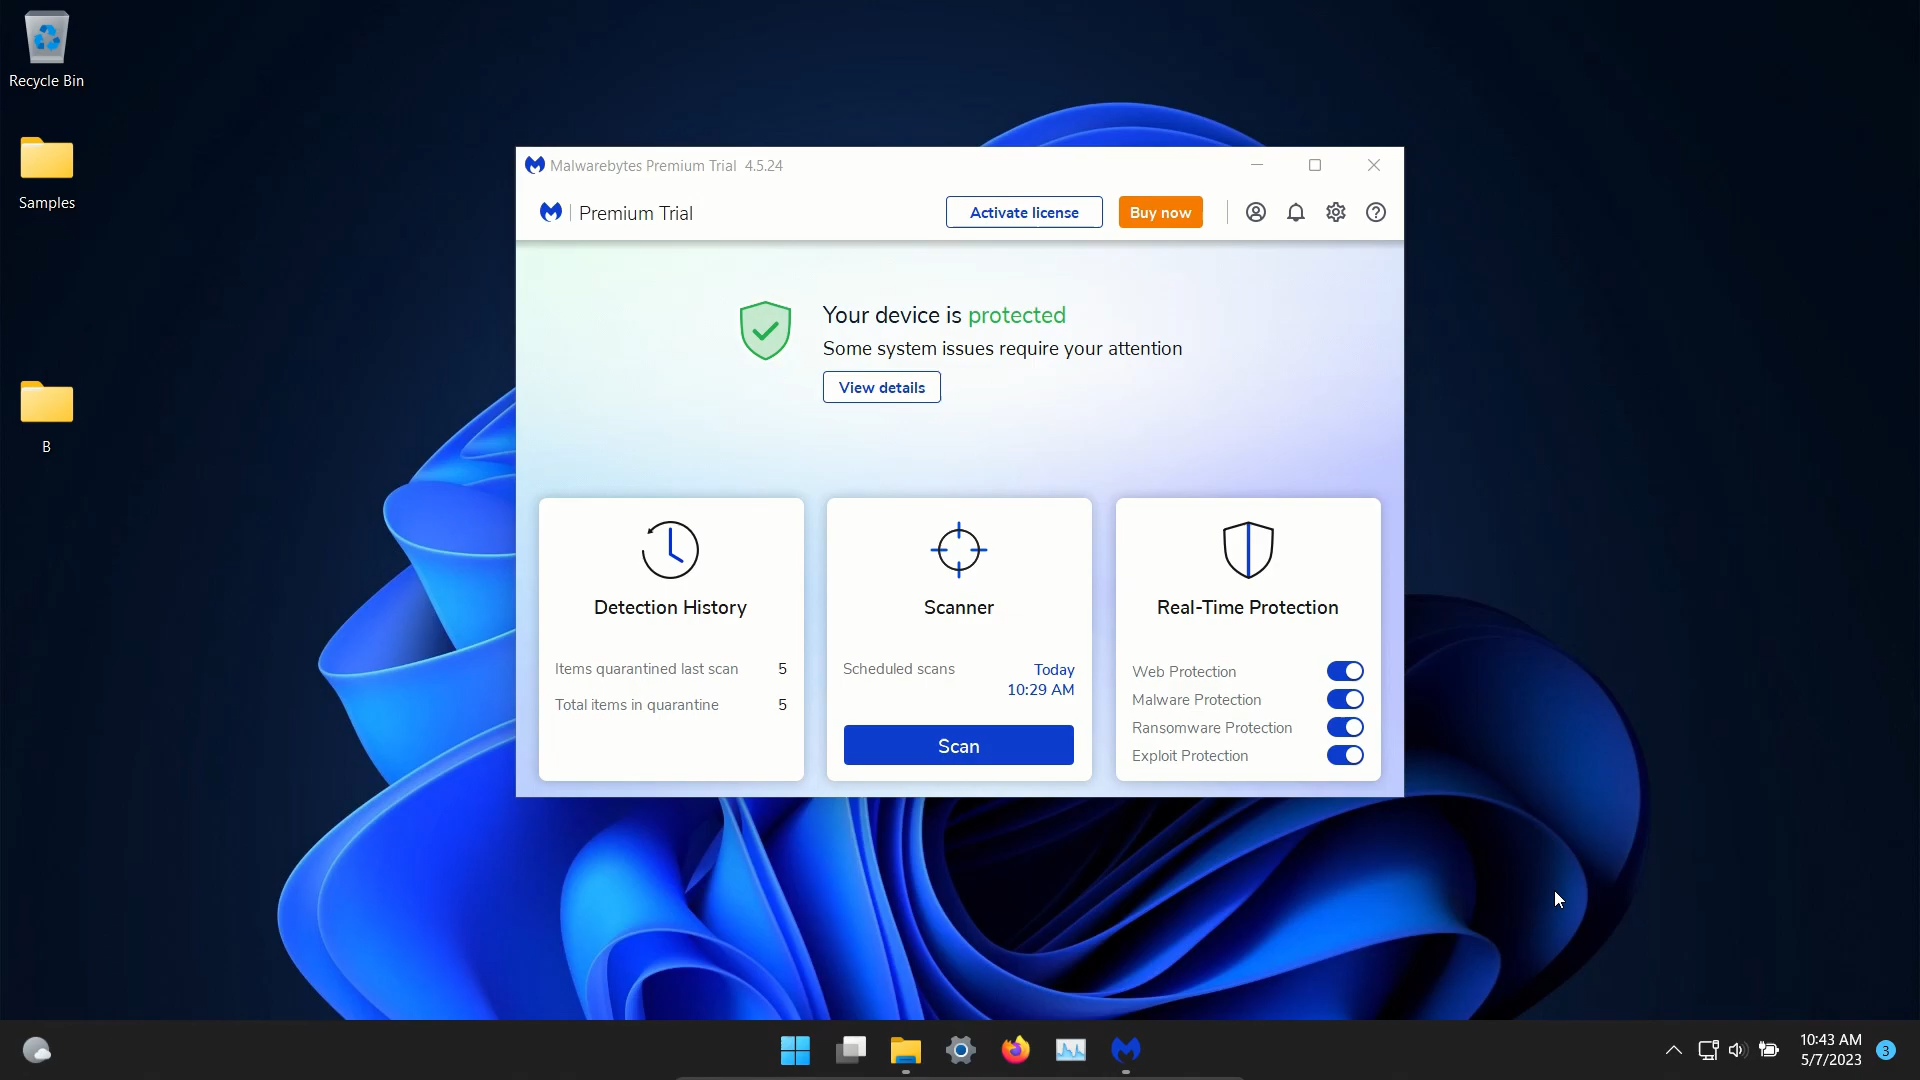 Recycle Bin
Samples
B
Malwarebytes Premium Trial 4.5.24
Premium Trial
Activate license
Buy now
Your device is protected
Some system issues require your attention
View details
Detection History
Items quarantined last scan 5
Total items in quarantine 5
Scanner
Scheduled scans Today
10:29 AM
Scan
Real-Time Protection
Web Protection
Malware Protection
Ransomware Protection
Exploit Protection
10:43 AM
5/7/2023
3